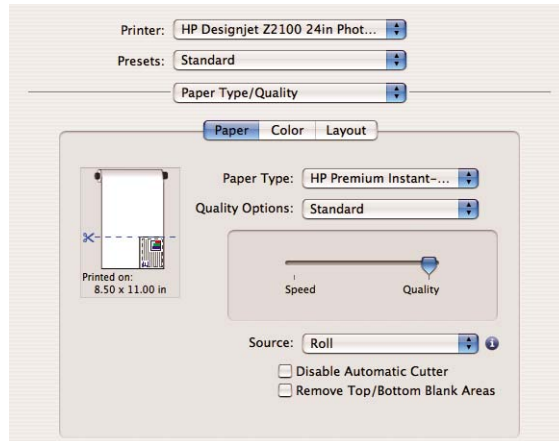 Printer: HP Designjet Z2100 24in Phot...
Presets: Standard
Paper Type/Quality
Paper Color Layout
Paper Type: HP Premium Instant-...
Quality Options: Standard
Speed Quality
Printed on:
8.50 x 11.00 in
Source: Roll
Disable Automatic Cutter
Remove Top/Bottom Blank Areas